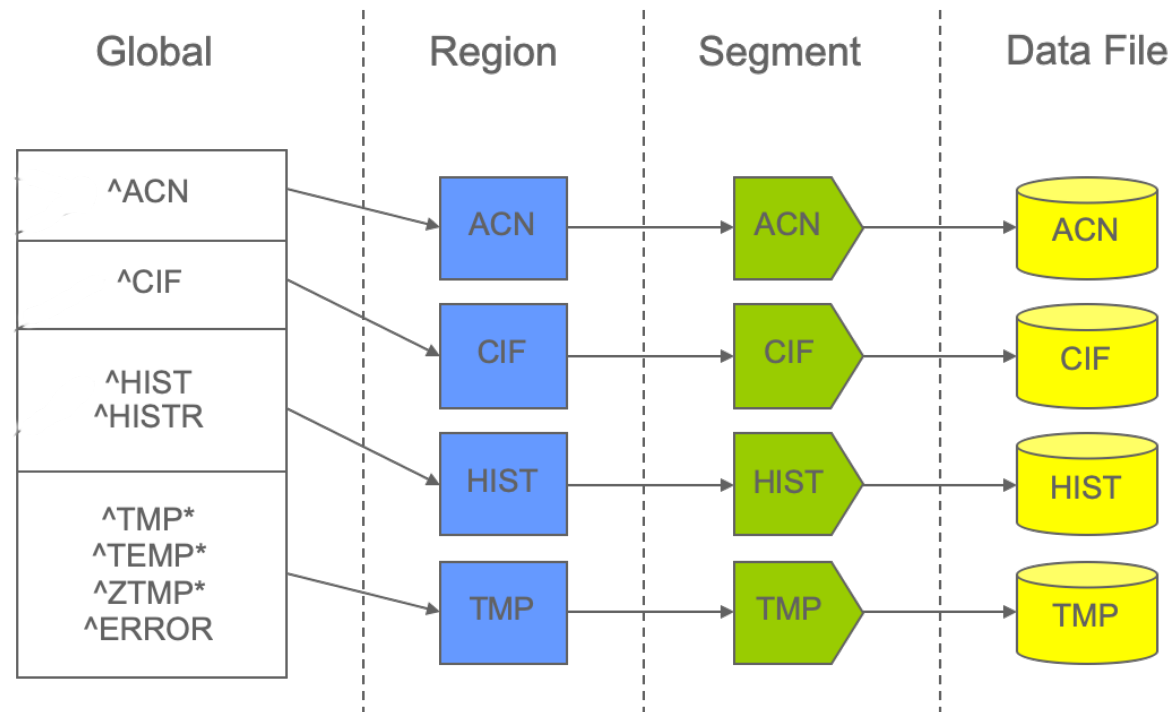 Global Region Segment Data File
^ACN
ACN ACN ACN
^CIF
CIF CIF CIF
^HIST
^HISTR
HIST HIST HIST
^TMP*
^TEMP*
^ZTMP*
^ERROR
TMP TMP TMP